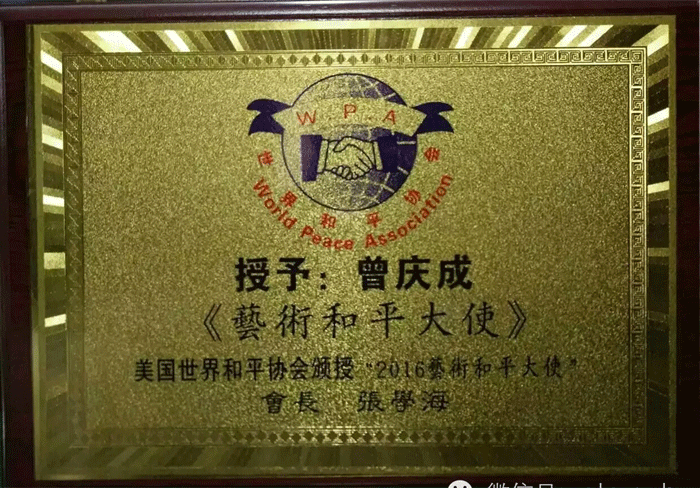 WPA
世界和平协会
World Peace Association
授予：曾庆成
《藝術和平大使》
美国世界和平协会颁授“2016藝術和平大使”
會長 張學海